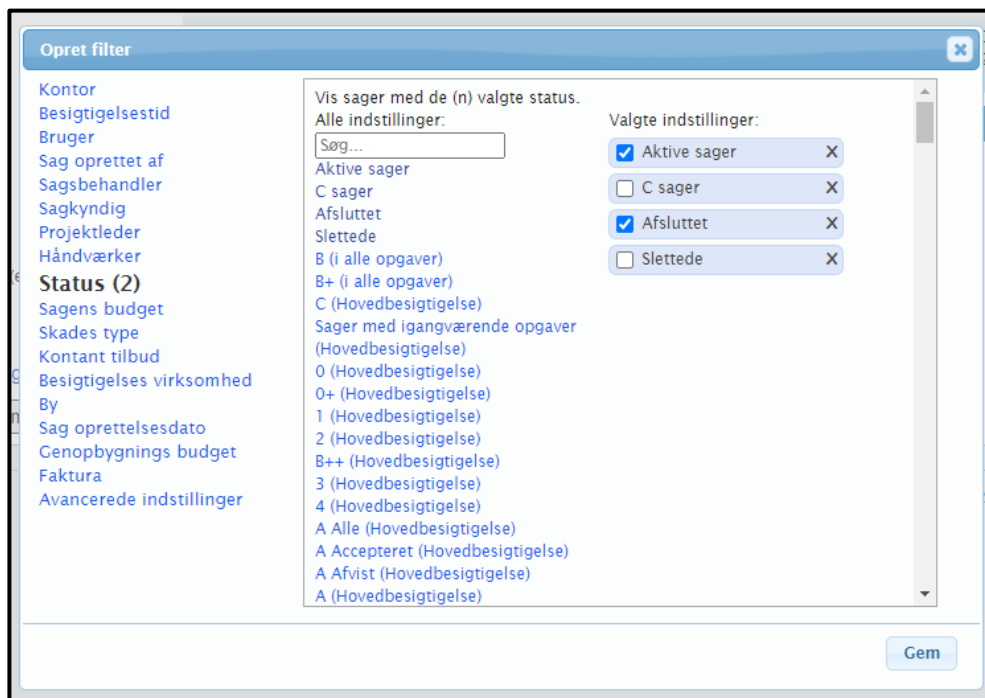 Opret filter
Kontor
Besigtigelsestid
Bruger
Sag oprettet af
Sagsbehandler
Sagkyndig
Projektleder
Håndværker
Status (2)
Sagens budget
Skades type
Kontant tilbud
Besigtigelses virksomhed
By
Sag oprettelsesdato
Genopbygnings budget
Faktura
Avancerede indstillinger
Vis sager med de (n) valgte status.
Alle indstillinger:
Søg...
Aktive sager
C sager
Afsluttet
Slettede
B (i alle opgaver)
B+ (i alle opgaver)
C (Hovedbesigtigelse)
Sager med igangværende opgaver
(Hovedbesigtigelse)
0 (Hovedbesigtigelse)
0+ (Hovedbesigtigelse)
1 (Hovedbesigtigelse)
2 (Hovedbesigtigelse)
B++ (Hovedbesigtigelse)
3 (Hovedbesigtigelse)
4 (Hovedbesigtigelse)
A Alle (Hovedbesigtigelse)
A Accepteret (Hovedbesigtigelse)
A Afvist (Hovedbesigtigelse)
A (Hovedbesigtigelse)
Valgte indstillinger:
Aktive sager X
C sager X
Afsluttet X
Slettede X
Gem